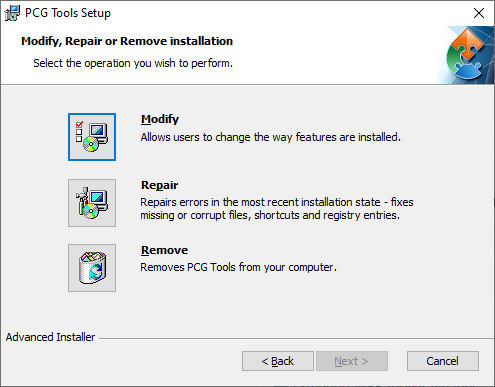 PCG Tools Setup
Modify, Repair or Remove installation
Select the operation you wish to perform.
Modify
Allows users to change the way features are installed.
Repair
Repairs errors in the most recent installation state - fixes
missing or corrupt files, shortcuts and registry entries.
Remove
Removes PCG Tools from your computer.
Advanced Installer
< Back
Next >
Cancel